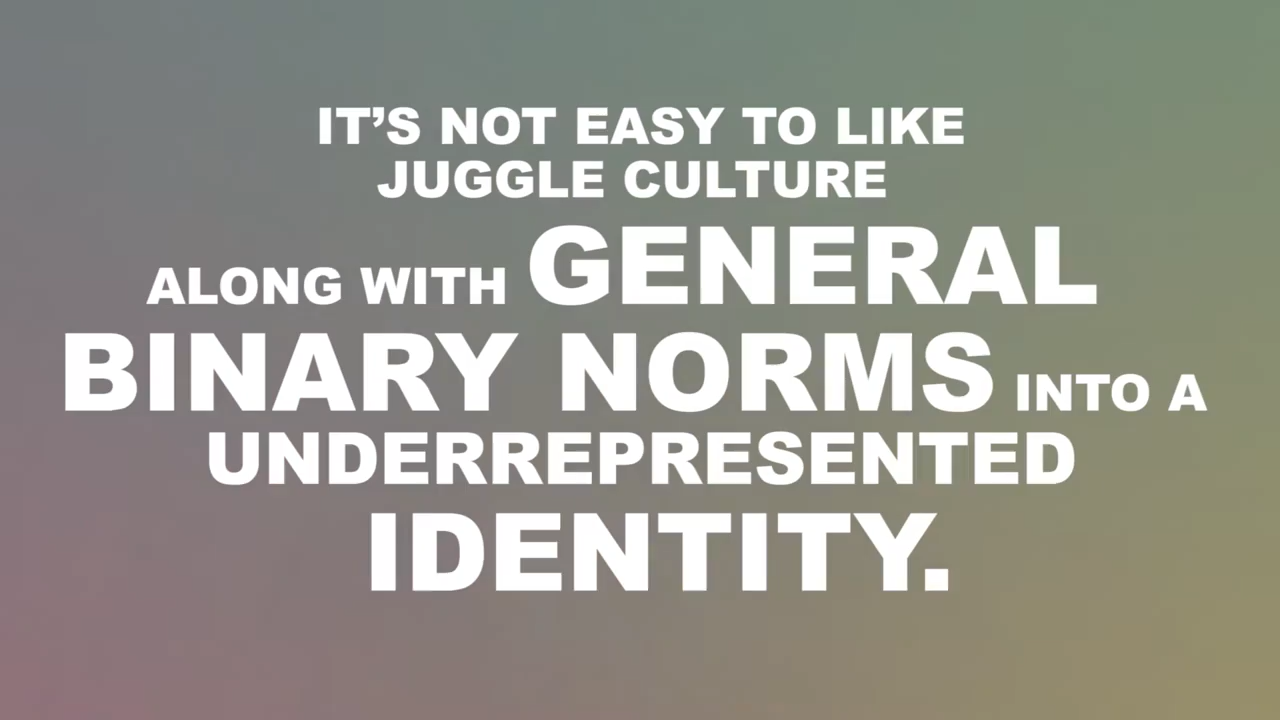 IT’S NOT EASY TO LIKE
JUGGLE CULTURE
ALONG WITH GENERAL
BINARY NORMS INTO A
UNDERREPRESENTED
IDENTITY.